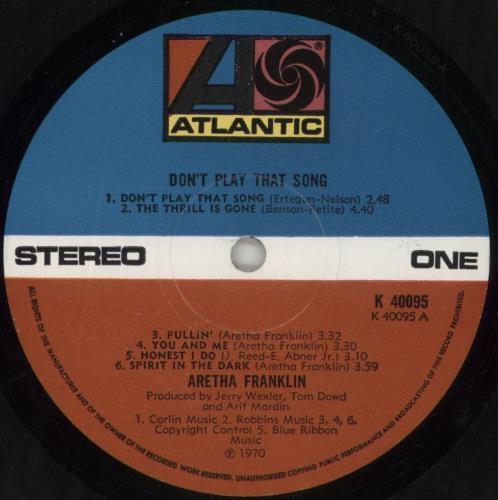 K 40095 A
ATLANTIC
®
DON'T PLAY THAT SONG
1. DON'T PLAY THAT SONG (Ertegun-Nelson) 2.48
2. THE THRILL IS GONE (Benson-Petite) 4.40
STEREO ONE
K 40095
K 40095 A
3. PULLIN' (Aretha Franklin) 3.32
4. YOU AND ME (Aretha Franklin) 3.30
5. HONEST I DO (J. Reed-E, Abner Jr.) 3.10
6. SPIRIT IN THE DARK (Aretha Franklin) 3.59
ARETHA FRANKLIN
Produced by Jerry Wexler, Tom Dowd
and Arif Mardin
1. Carlin Music 2. Robbins Music 3, 4, 6.
Copyright Control 5. Blue Ribbon
Music
℗ 1970
ALL RIGHTS OF THE MANUFACTURERS AND OF THE OWNER OF THE RECORDED WORK RESERVED. UNAUTHORISED COPYING PUBLIC PERFORMANCE AND BROADCASTING OF THIS RECORD PROHIBITED.